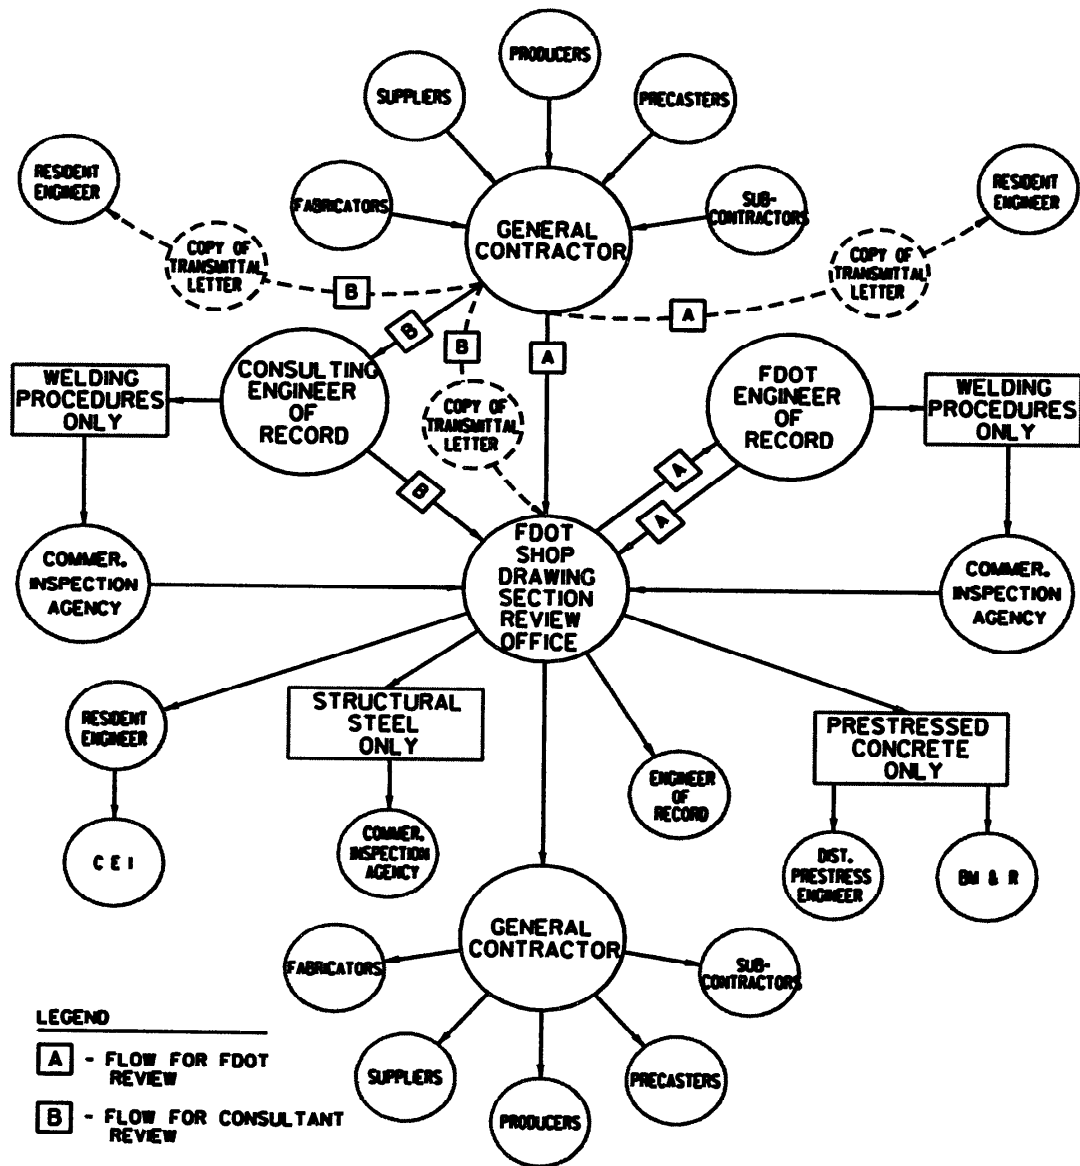 PRODUCERS
SUPPLIERS
PRECASTERS
RESIDENT
ENGINEER
FABRICATORS
GENERAL
CONTRACTOR
SUB-
CONTRACTORS
RESIDENT
ENGINEER
COPY OF
TRANSMITTAL
LETTER
COPY OF
TRANSMITTAL
LETTER
B
A
B
B
A
WELDING
PROCEDURES
ONLY
CONSULTING
ENGINEER
OF
RECORD
COPY OF
TRANSMITTAL
LETTER
FDOT
ENGINEER
OF
RECORD
WELDING
PROCEDURES
ONLY
A
B
A
COMMER.
INSPECTION
AGENCY
FDOT
SHOP
DRAWING
SECTION
REVIEW
OFFICE
COMMER.
INSPECTION
AGENCY
RESIDENT
ENGINEER
STRUCTURAL
STEEL
ONLY
ENGINEER
OF
RECORD
PRESTRESSED
CONCRETE
ONLY
C E I
COMMER.
INSPECTION
AGENCY
DIST.
PRESTRESS
ENGINEER
BM & R
GENERAL
CONTRACTOR
FABRICATORS
SUB-
CONTRACTORS
SUPPLIERS
PRODUCERS
PRECASTERS
LEGEND
A - FLOW FOR FDOT
REVIEW
B - FLOW FOR CONSULTANT
REVIEW